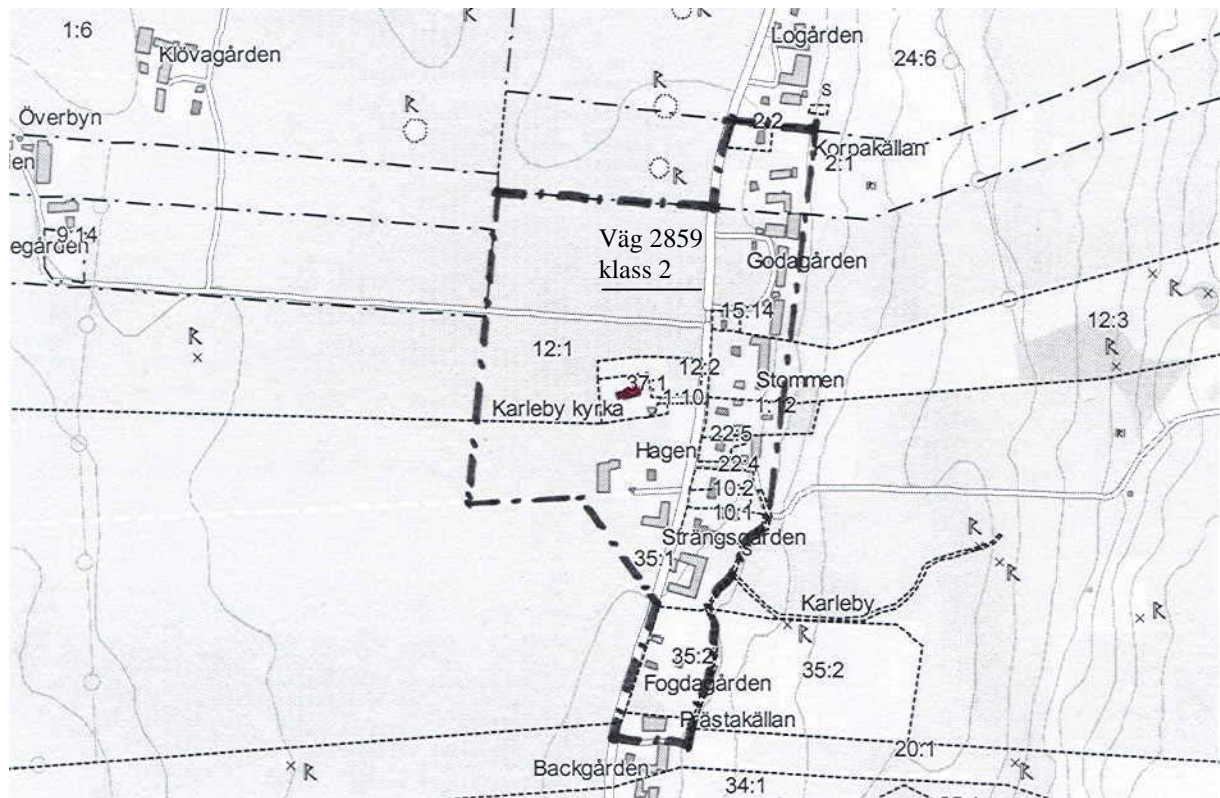 1:6
Klövagården
R
R
Logården
24:6
R
R
S
Överbyn
2:2
en
Korpakällan
2:1
R
9:14
egården
Väg 2859
klass 2
Godagården
R
15:14
12:3
R
R
12:1
12:2
37:1
1:10
Stommen
1:12
Karleby kyrka
22:5
Hagen
22:4
10:2
10:1
Strängsgården
S
R
35:1
R
Karleby
R
R
35:2
35:2
Fogdagården
Prästakällan
20:1
Backgården
R
R
34:1